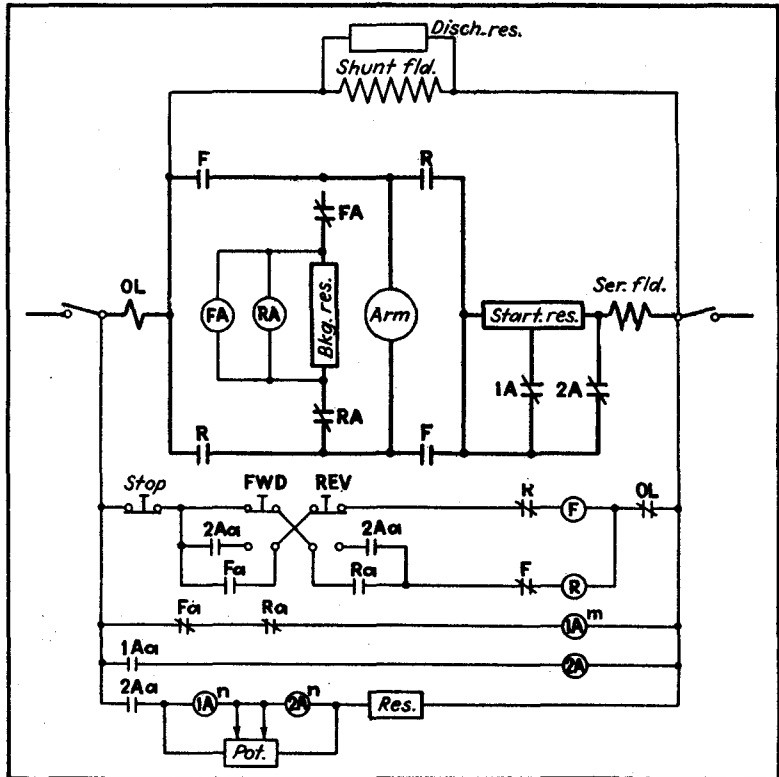 Disch.res.
Shunt fld.
F
R
FA
OL
FA
RA
Bkg. res.
Arm
Start.res.
Ser. fld.
1A
2A
RA
R
F
Stop
FWD
REV
R
F
OL
2Aa
2Aa
Fa
Ra
F
R
Fa
Ra
1A m
1Aa
2A
2Aa
1A n
2A n
Res.
Pot.